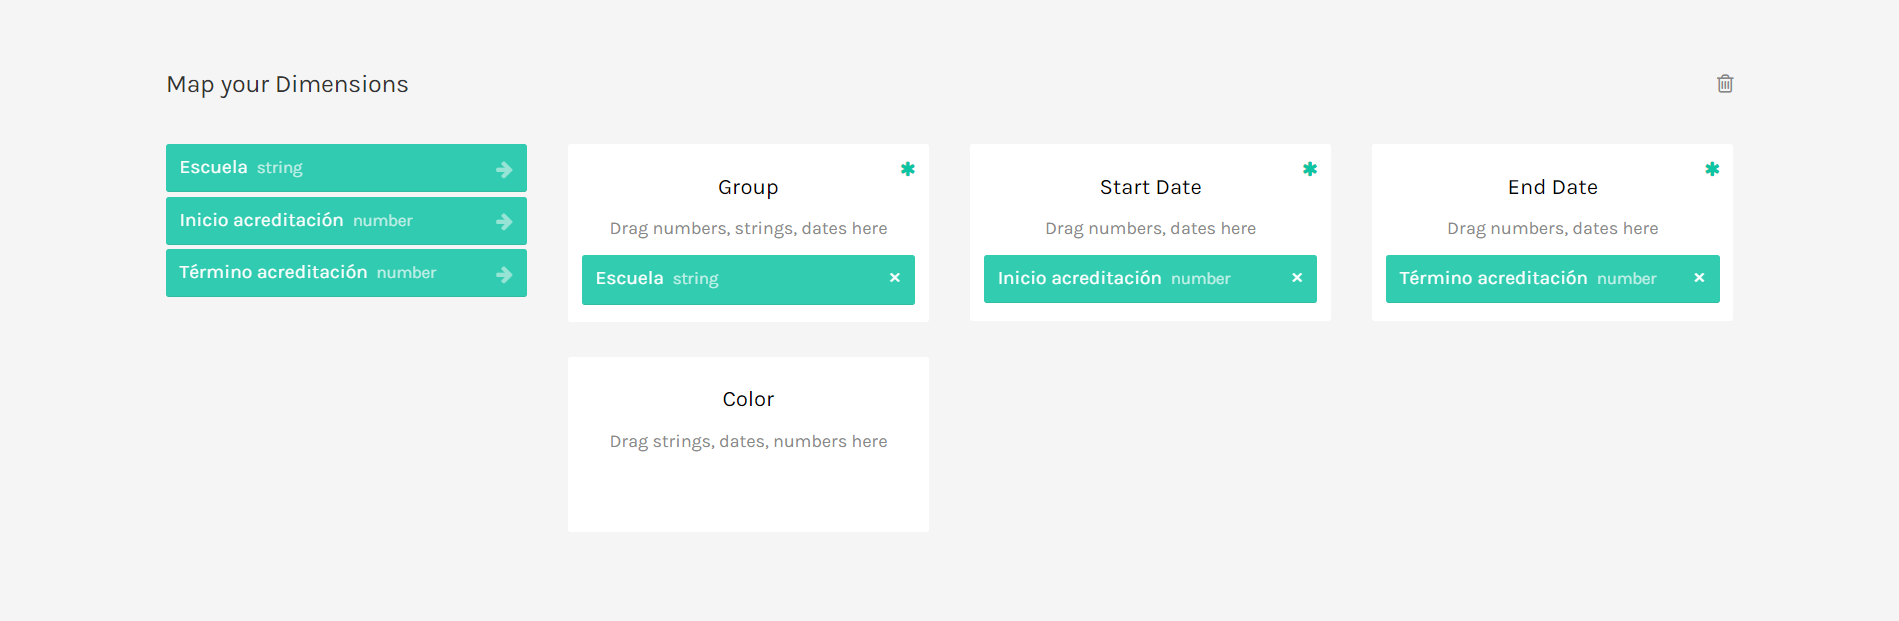 Map your Dimensions
Escuela string
Inicio acreditación number
Término acreditación number
Group
Drag numbers, strings, dates here
Escuela string
Start Date
Drag numbers, dates here
Inicio acreditación number
End Date
Drag numbers, dates here
Término acreditación number
Color
Drag strings, dates, numbers here